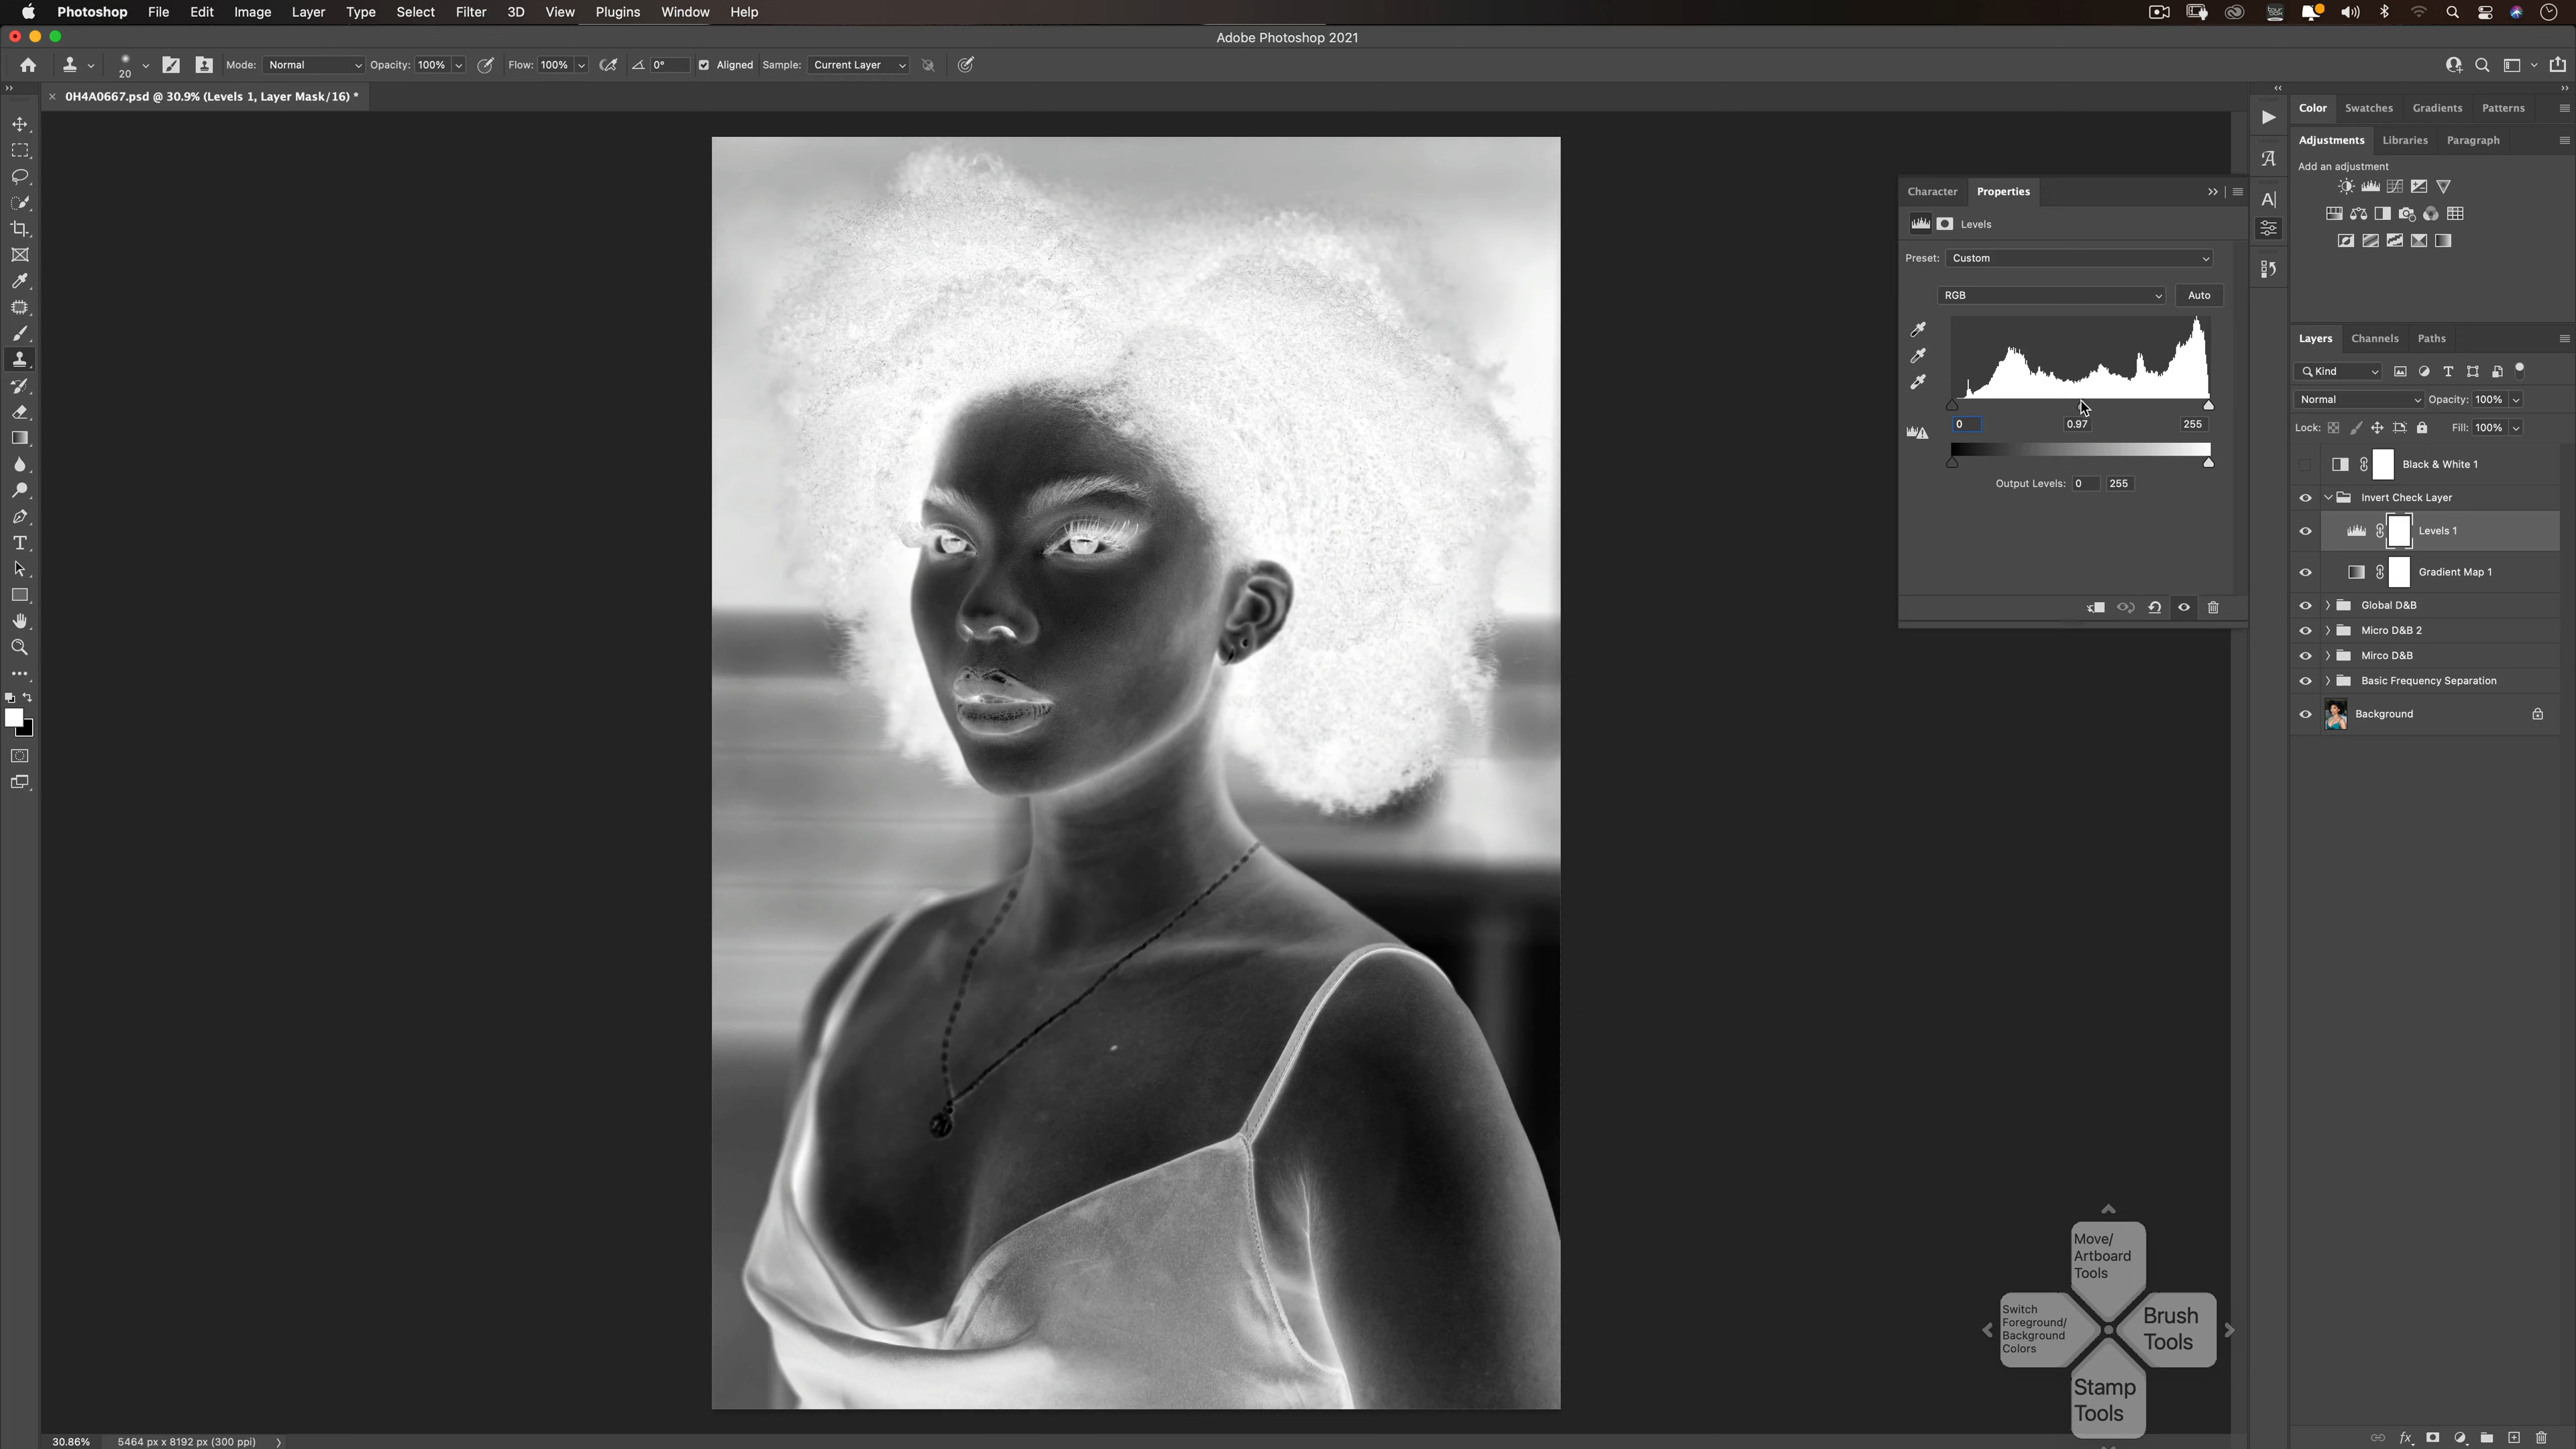 Photoshop File Edit Image Layer Type Select Filter 3D View Plugins Window Help
Adobe Photoshop 2021
20 Mode: Normal Opacity: 100% Flow: 100% 0° Aligned Sample: Current Layer
0H4A0667.psd @ 30.9% (Levels 1, Layer Mask/16) *
Color Swatches Gradients Patterns
Adjustments Libraries Paragraph
Add an adjustment
Character Properties
Levels
Preset: Custom
RGB Auto
0 0.97 255
Output Levels: 0 255
Layers Channels Paths
Kind
Normal Opacity: 100%
Lock: Fill: 100%
Black & White 1
Invert Check Layer
Levels 1
Gradient Map 1
Global D&B
Micro D&B 2
Mirco D&B
Basic Frequency Separation
Background
Move/
Artboard
Tools
Switch
Foreground/
Background
Colors
Brush
Tools
Stamp
Tools
30.86% 5464 px x 8192 px (300 ppi)